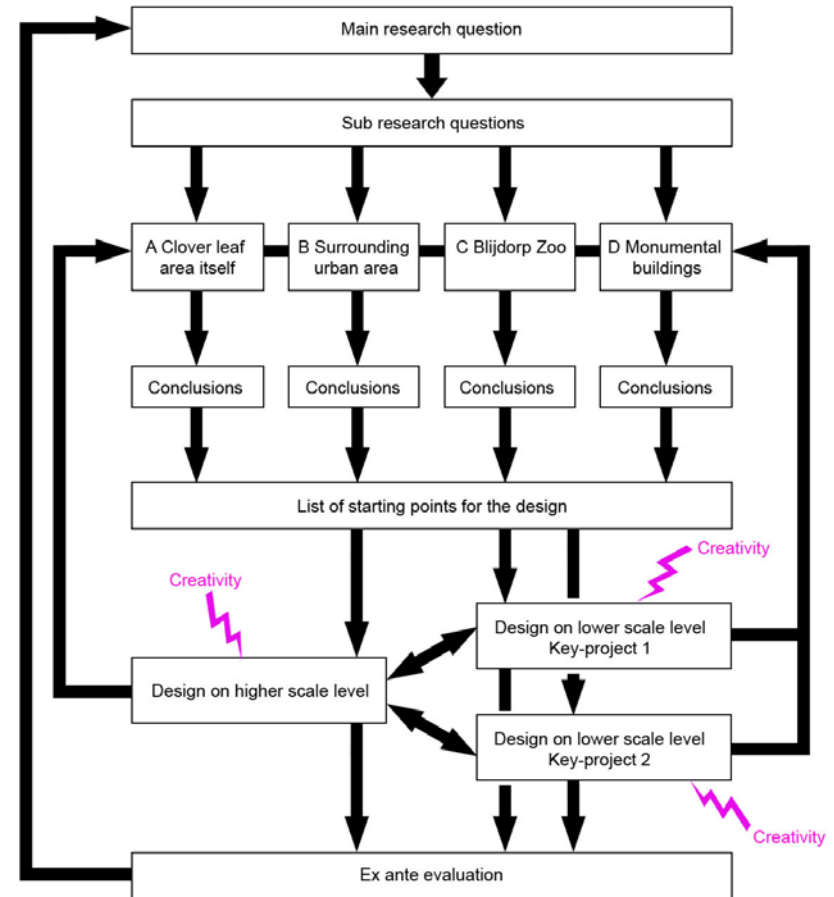 Main research question
Sub research questions
A Clover leaf
area itself
B Surrounding
urban area
C Blijdorp Zoo
D Monumental
buildings
Conclusions
Conclusions
Conclusions
Conclusions
List of starting points for the design
Creativity
Creativity
Design on lower scale level
Key-project 1
Design on higher scale level
Design on lower scale level
Key-project 2
Creativity
Ex ante evaluation